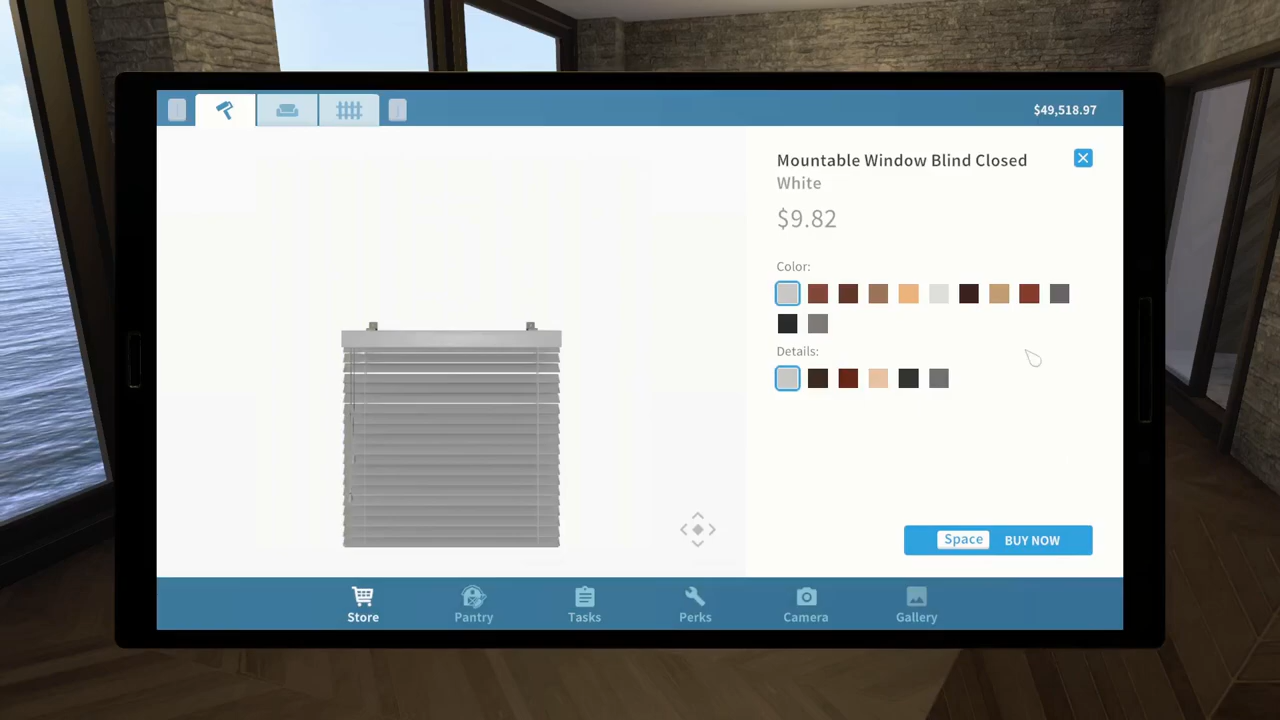 $49,518.97
Mountable Window Blind Closed
White
$9.82
Color:
Details:
Space BUY NOW
Store Pantry Tasks Perks Camera Gallery